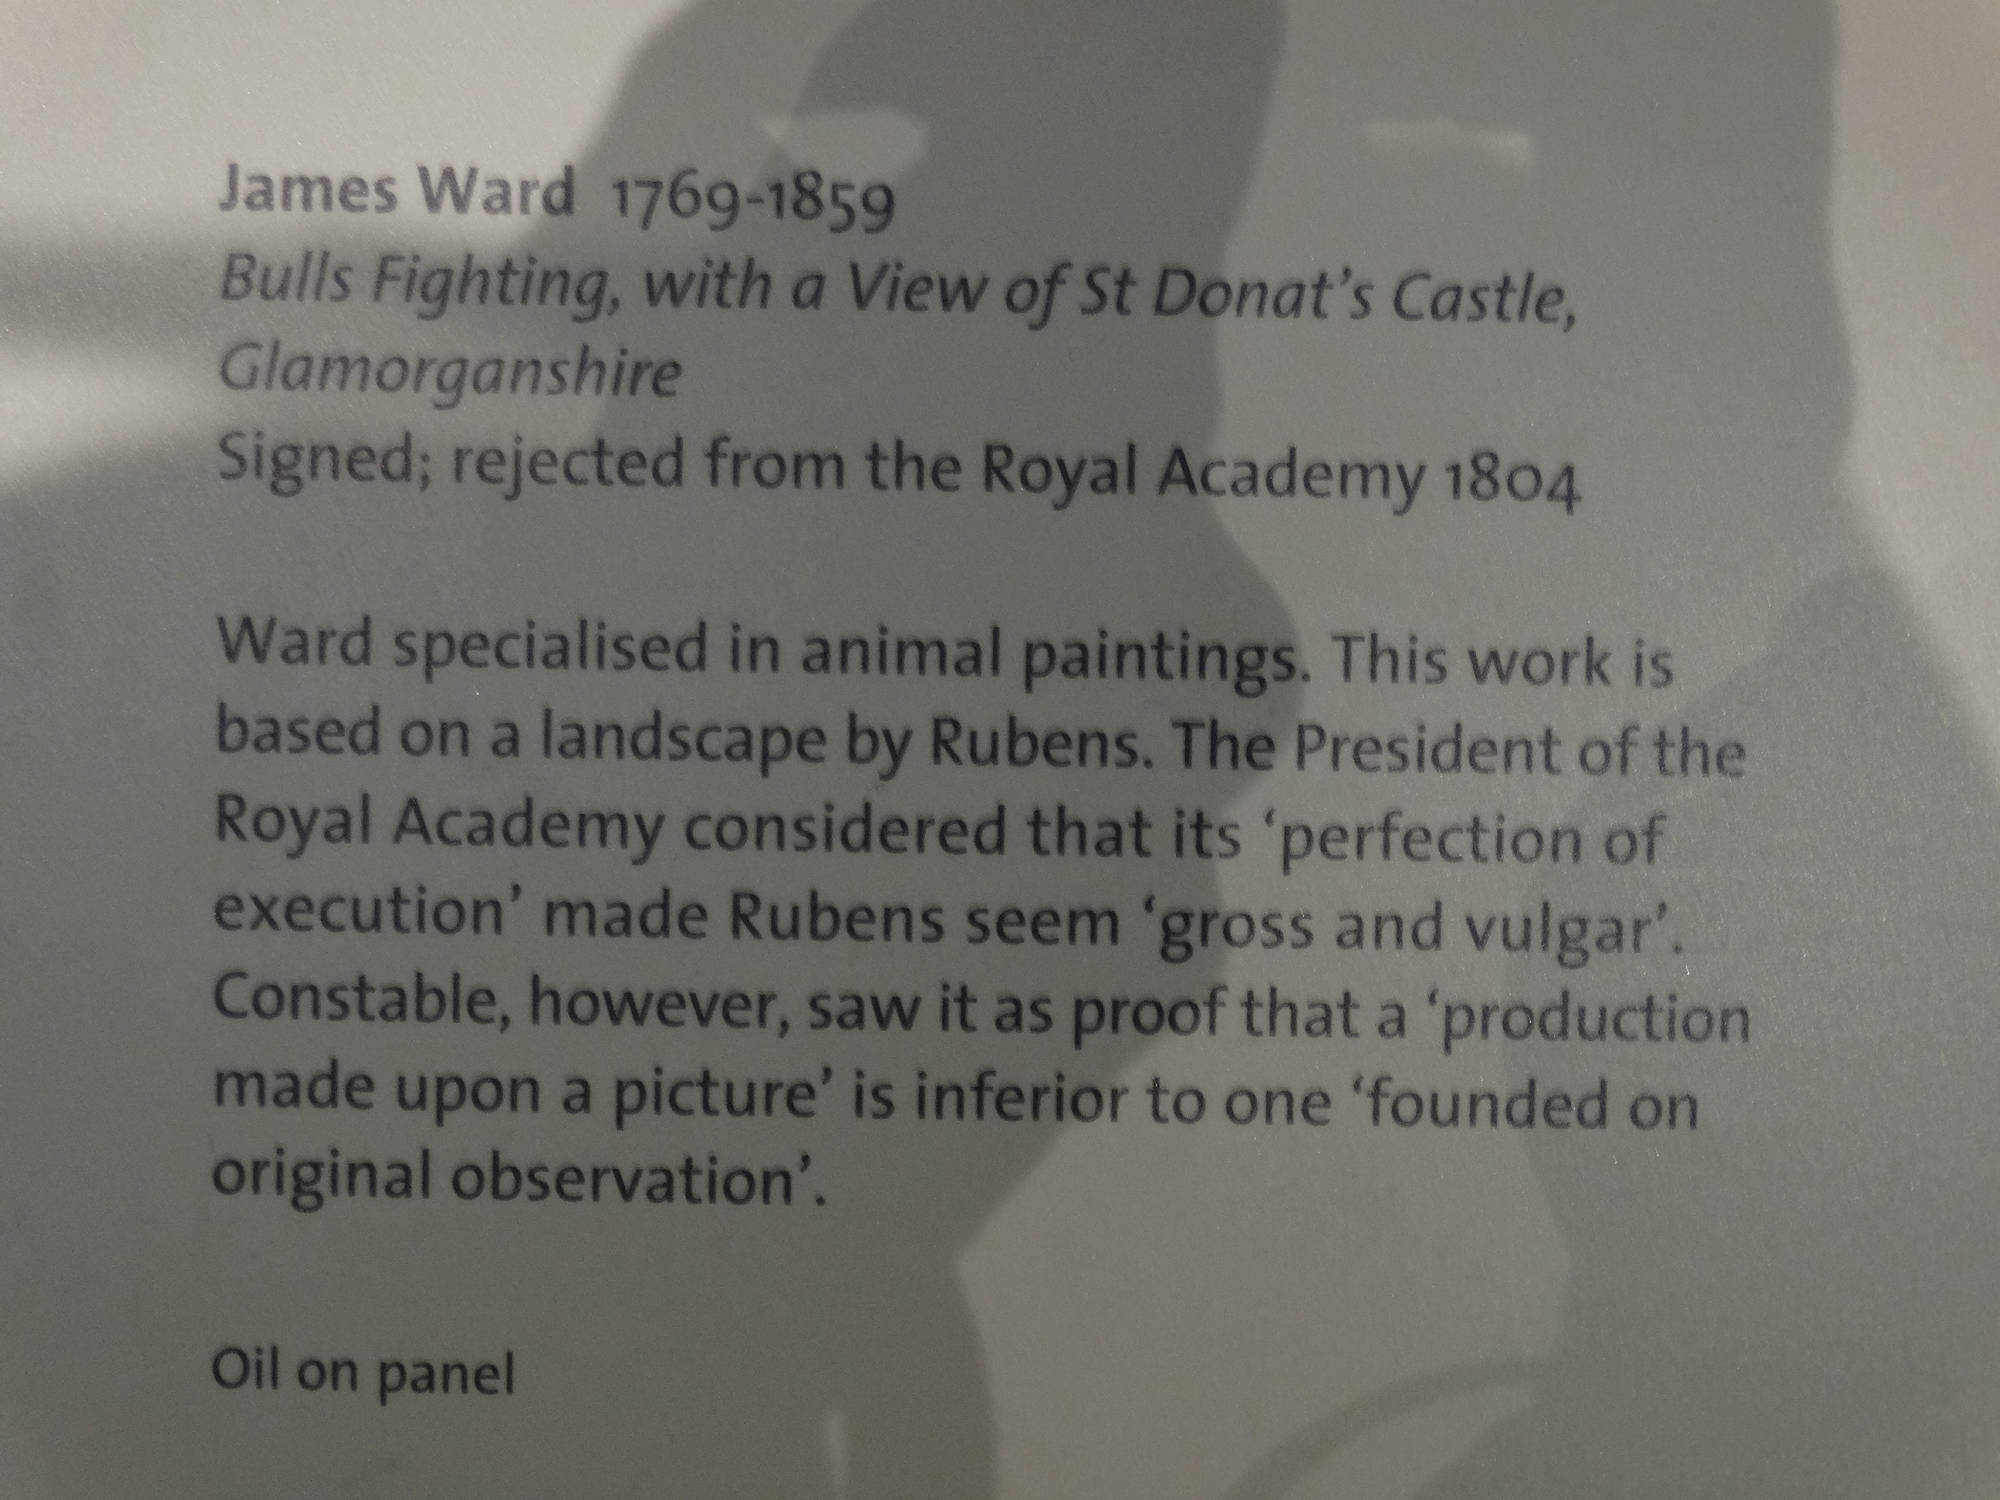 James Ward 1769-1859
Bulls Fighting, with a View of St Donat's Castle,
Glamorganshire
Signed; rejected from the Royal Academy 1804
Ward specialised in animal paintings. This work is
based on a landscape by Rubens. The President of the
Royal Academy considered that its ‘perfection of
execution’ made Rubens seem ‘gross and vulgar’.
Constable, however, saw it as proof that a ‘production
made upon a picture’ is inferior to one ‘founded on
original observation’.
Oil on panel